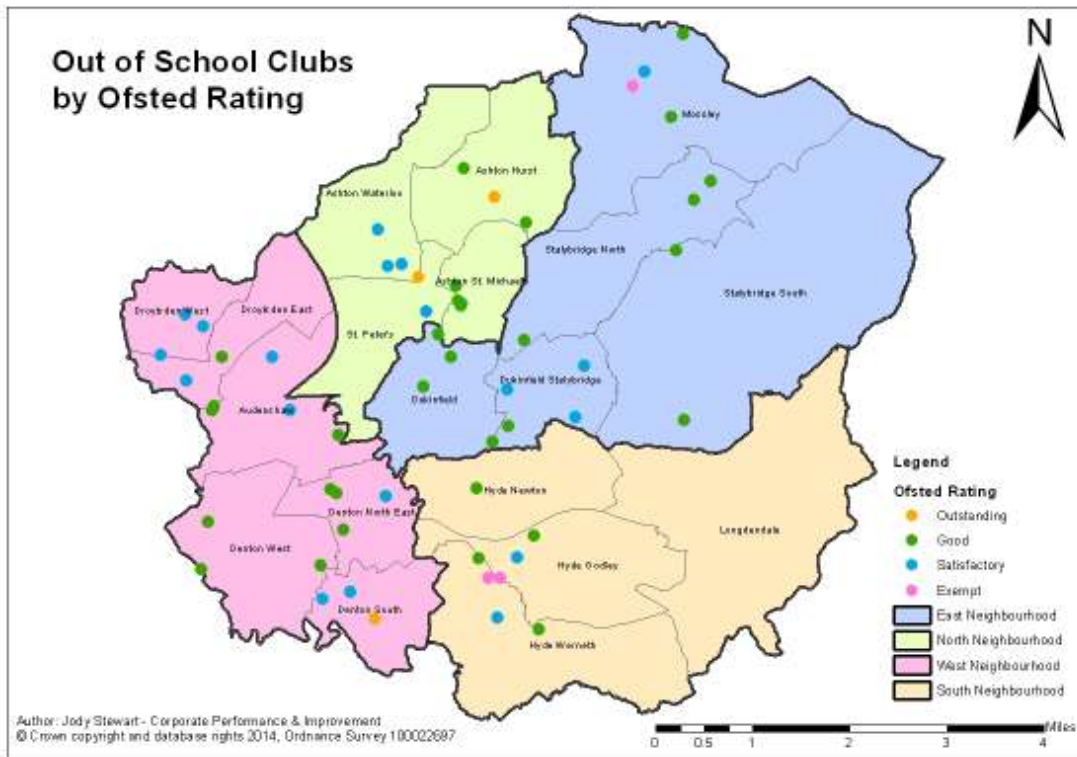 Out of School Clubs
by Ofsted Rating
N
Mossley
Ashton Hurst
Ashton Waterloo
Stalybridge North
Ashton St. Michaels
Stalybridge South
Droylsden West
Droylsden East
St. Peter's
Dukinfield Stalybridge
Dukinfield
Audenshaw
Legend
Ofsted Rating
Hyde Newton
Denton North East
Outstanding
Longdendale
Good
Denton West
Satisfactory
Hyde Godley
Exempt
Denton South
East Neighbourhood
North Neighbourhood
Hyde Werneth
West Neighbourhood
South Neighbourhood
Author: Jody Stewart - Corporate Performance & Improvement
© Crown copyright and database rights 2014, Ordnance Survey 100022697
Miles
0 0.5 1 2 3 4